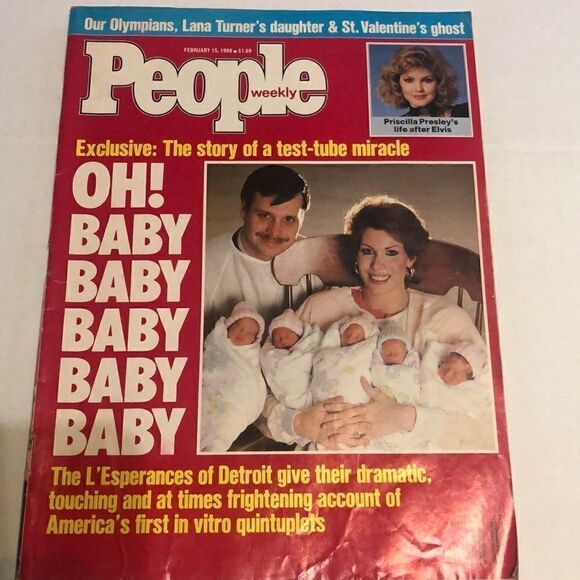 Our Olympians, Lana Turner's daughter & St. Valentine's ghost
FEBRUARY 15, 1988 ■ $1.69
People
weekly
Priscilla Presley's
life after Elvis
Exclusive: The story of a test-tube miracle
OH!
BABY
BABY
BABY
BABY
BABY
The L'Esperances of Detroit give their dramatic,
touching and at times frightening account of
America's first in vitro quintuplets